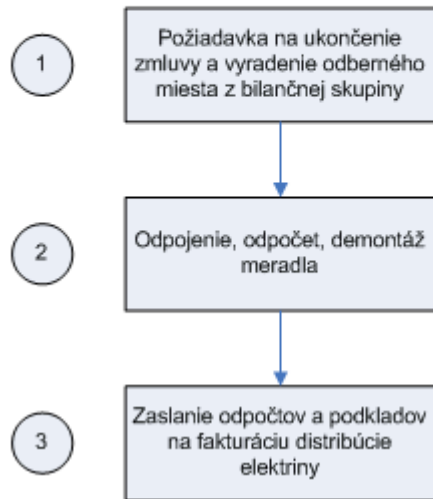 1
Požiadavka na ukončenie
zmluvy a vyradenie odberného
miesta z bilančnej skupiny
2
Odpojenie, odpočet, demontáž
meradla
3
Zaslanie odpočtov a podkladov
na fakturáciu distribúcie
elektriny